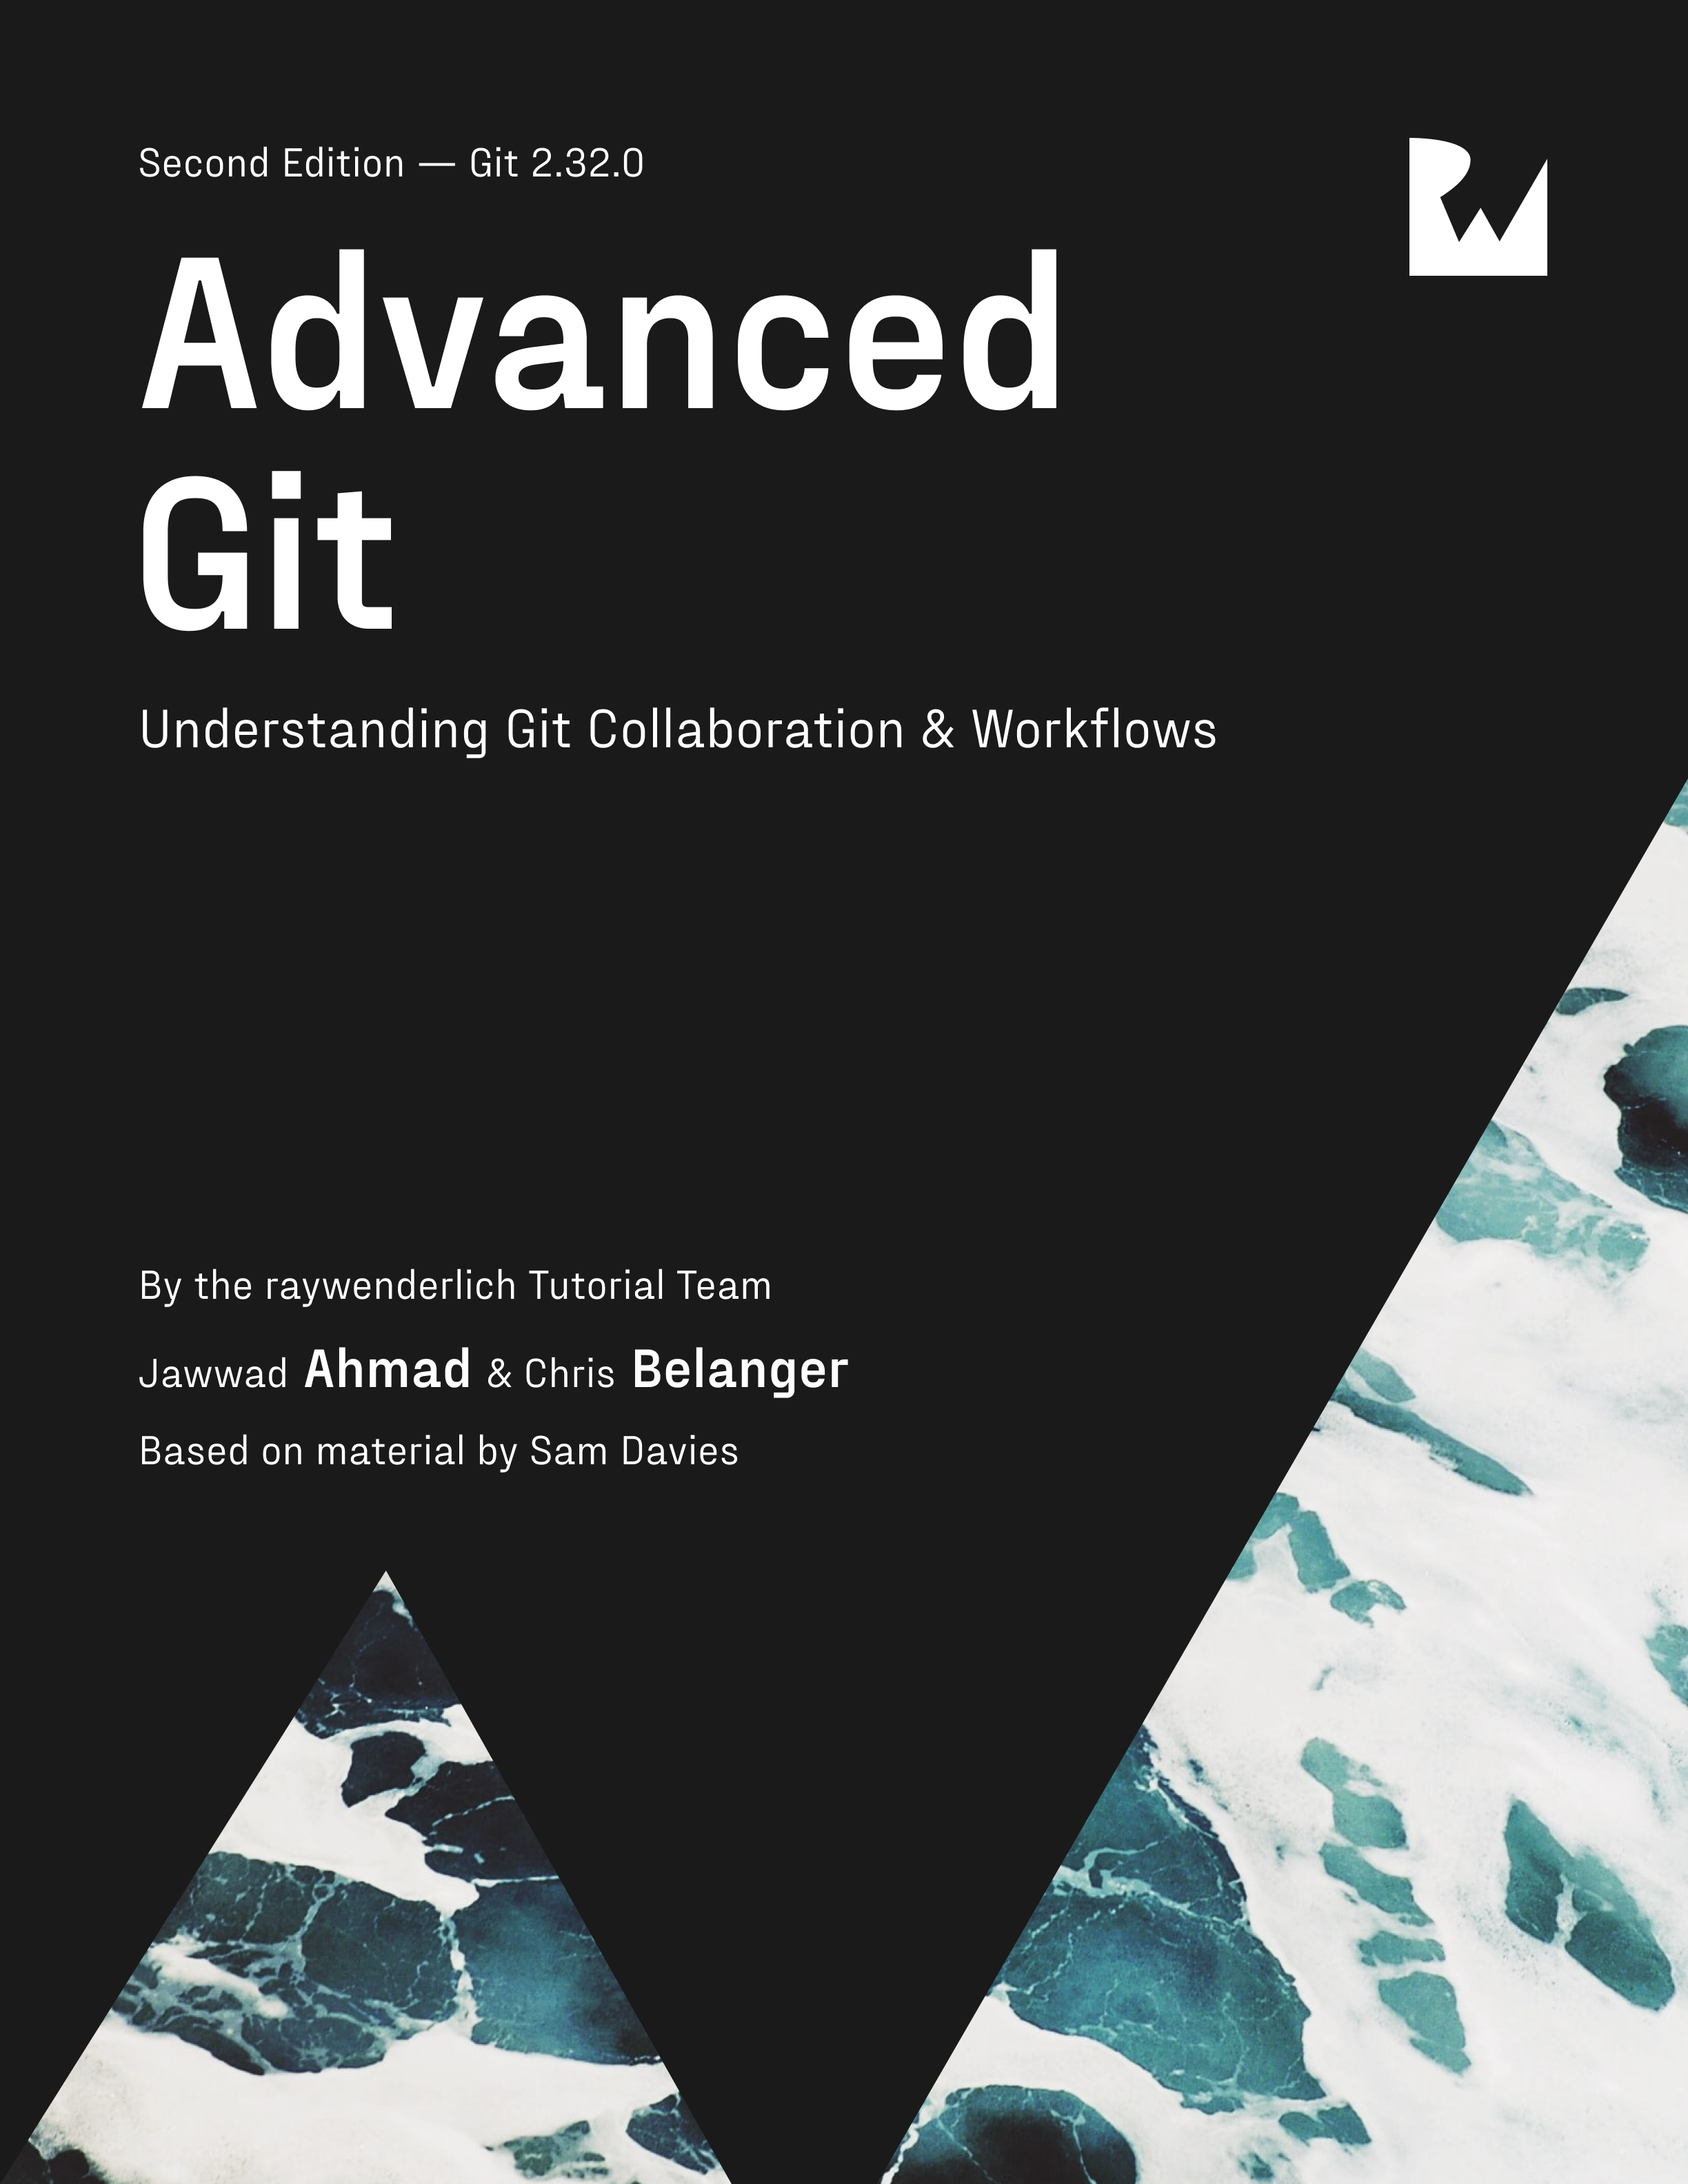 Second Edition — Git 2.32.0
Advanced
Git
Understanding Git Collaboration & Workflows
By the raywenderlich Tutorial Team
Jawwad Ahmad & Chris Belanger
Based on material by Sam Davies